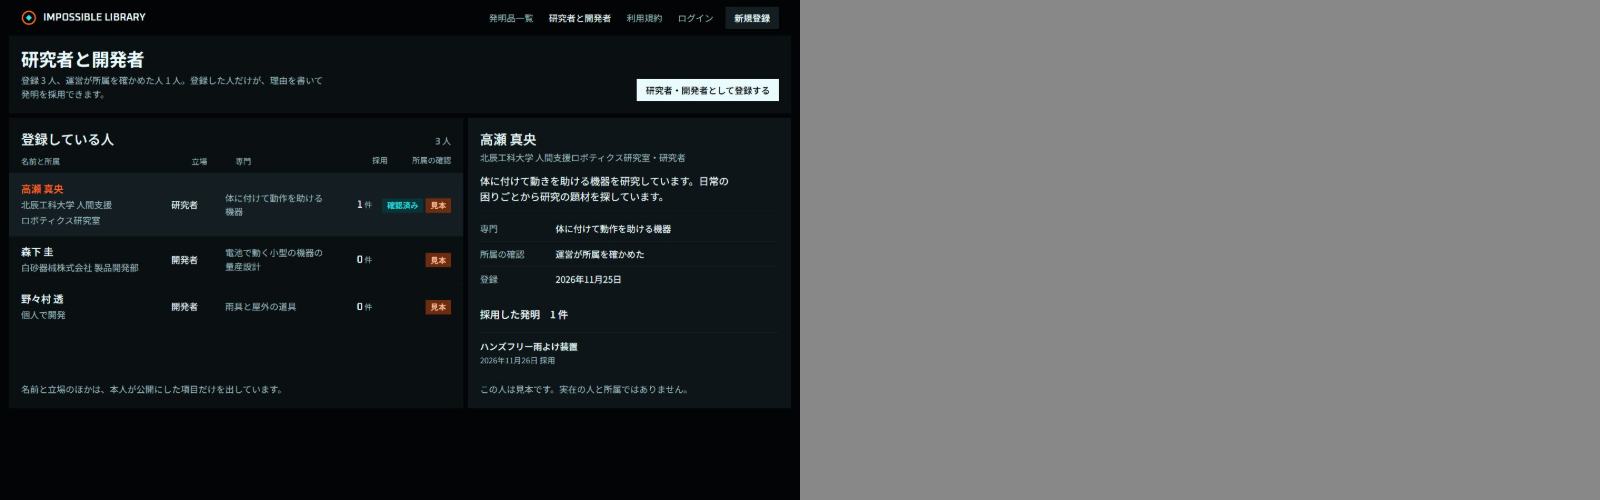 IMPOSSIBLE LIBRARY
発明品一覧 研究者と開発者 利用規約 ログイン 新規登録
研究者と開発者
登録 3 人、運営が所属を確かめた人 1 人。登録した人だけが、理由を書いて
発明を採用できます。
研究者・開発者として登録する
登録している人
3 人
名前と所属 立場 専門 採用 所属の確認
高瀬 真央
北辰工科大学 人間支援
ロボティクス研究室
研究者
体に付けて動作を助ける
機器
1 件
確認済み 見本
森下 圭
白砂器械株式会社 製品開発部
開発者
電池で動く小型の機器の
量産設計
0 件
見本
野々村 透
個人で開発
開発者
雨具と屋外の道具
0 件
見本
名前と立場のほかは、本人が公開にした項目だけを出しています。
高瀬 真央
北辰工科大学 人間支援ロボティクス研究室・研究者
体に付けて動きを助ける機器を研究しています。日常の
困りごとから研究の題材を探しています。
専門 体に付けて動作を助ける機器
所属の確認 運営が所属を確かめた
登録 2026年11月25日
採用した発明 1 件
ハンズフリー雨よけ装置
2026年11月26日 採用
この人は見本です。実在の人と所属ではありません。